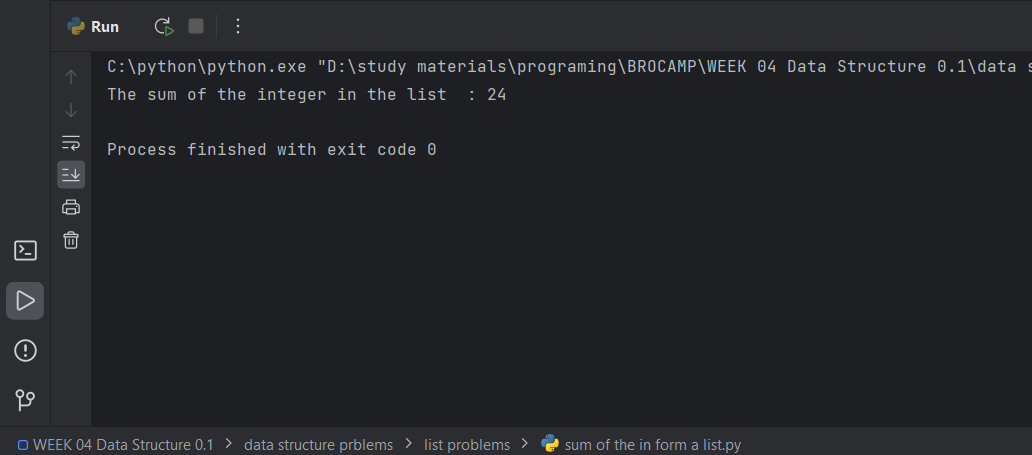 Run
C:\python\python.exe "D:\study materials\programing\BROCAMP\WEEK 04 Data Structure 0.1\data s
The sum of the integer in the list  : 24
Process finished with exit code 0
WEEK 04 Data Structure 0.1 > data structure prblems > list problems > sum of the in form a list.py